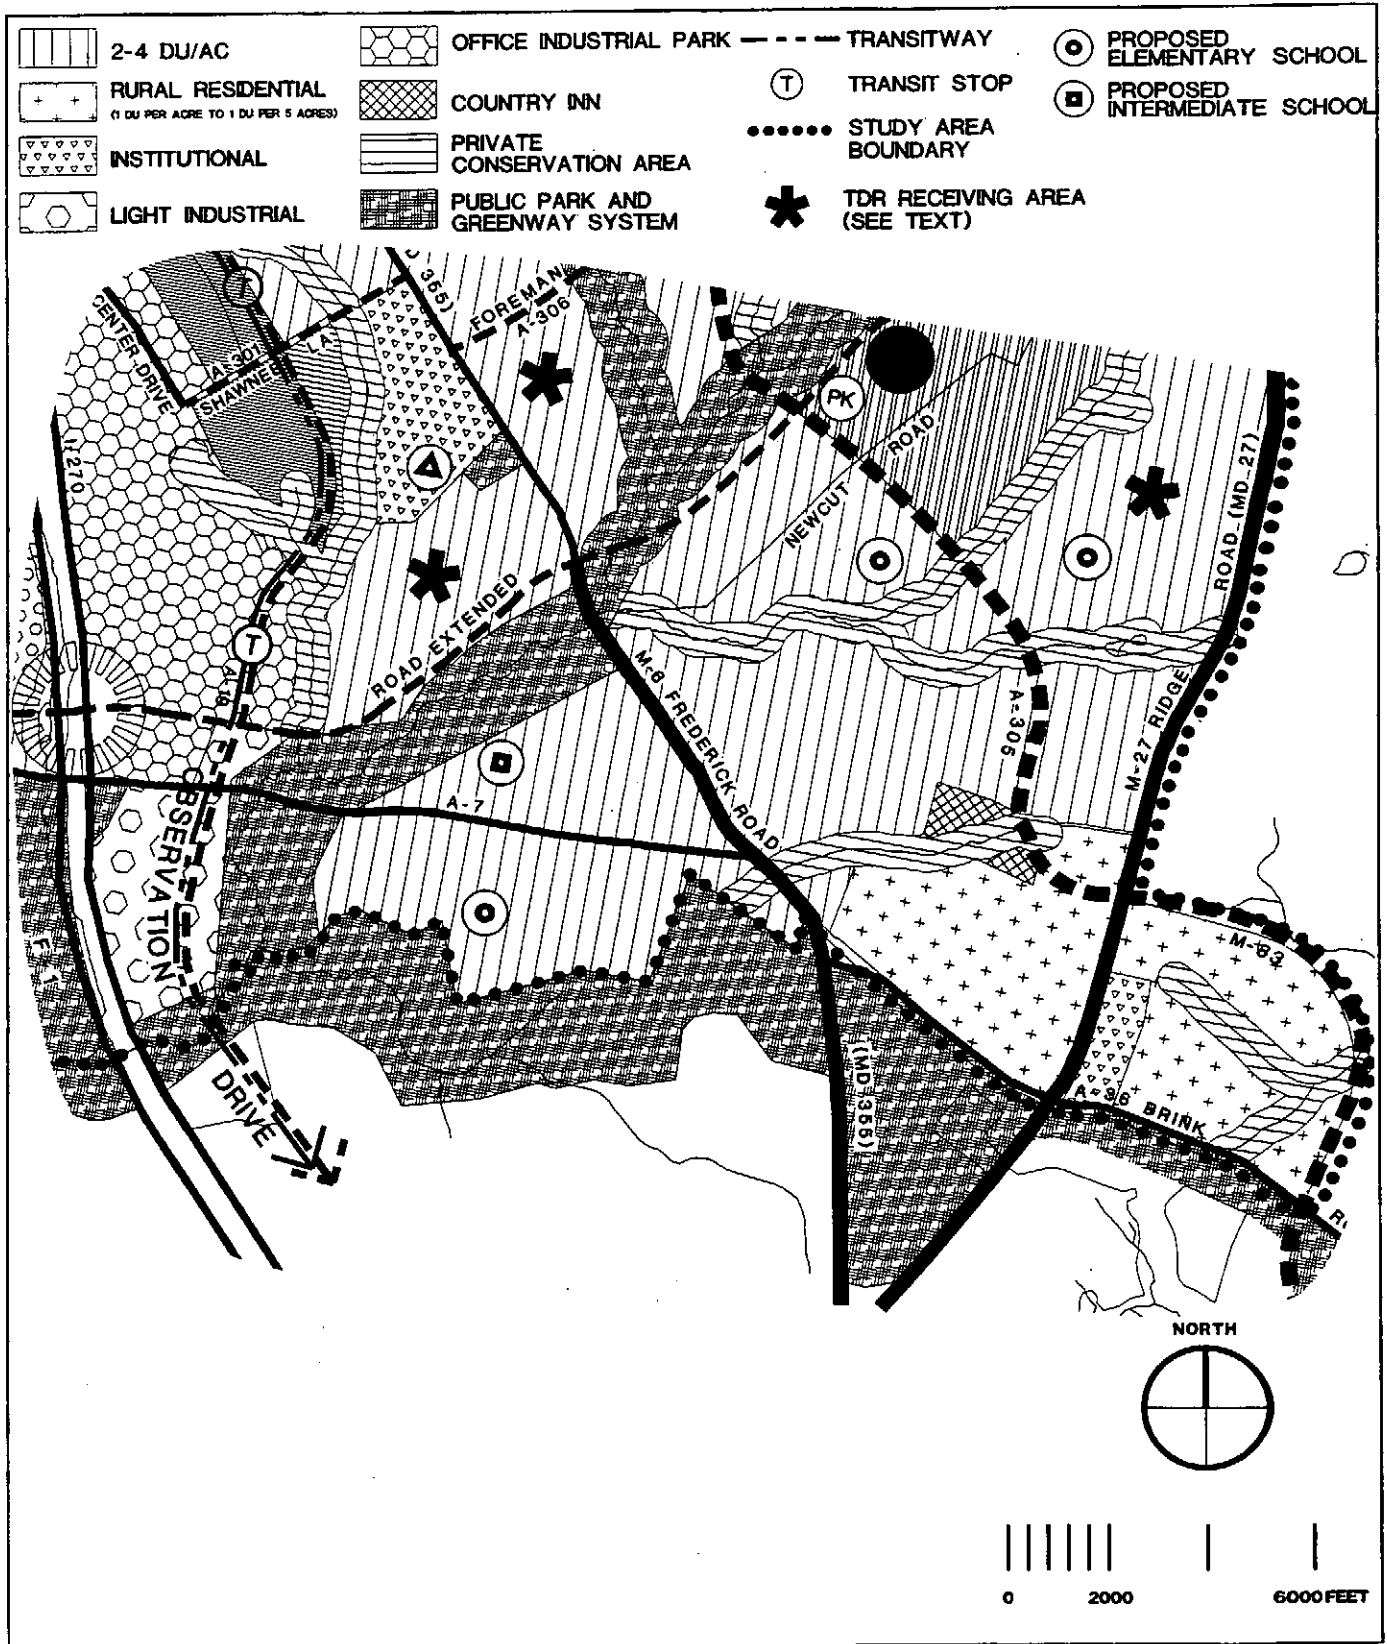 2-4 DU/AC
RURAL RESIDENTIAL
(1 DU PER ACRE TO 1 DU PER 5 ACRES)
INSTITUTIONAL
LIGHT INDUSTRIAL
OFFICE INDUSTRIAL PARK
COUNTRY INN
PRIVATE
CONSERVATION AREA
PUBLIC PARK AND
GREENWAY SYSTEM
TRANSITWAY
T
TRANSIT STOP
STUDY AREA
BOUNDARY
TDR RECEIVING AREA
(SEE TEXT)
PROPOSED
ELEMENTARY SCHOOL
PROPOSED
INTERMEDIATE SCHOOL
355)
FOREMAN
A-306
T
CENTER DRIVE
A-301
SHAWNEE LA
PK
I-270
NEWCUT ROAD
ROAD (MD 27)
ROAD EXTENDED
T
A-19
M-6 FREDERICK ROAD
A-305
M-27 RIDGE
A-7
OBSERVATION
F-1
M-83
DRIVE
(MD 355)
A-36 BRINK
NORTH
0
2000
6000 FEET